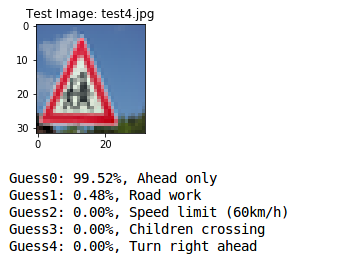 Test Image: test4.jpg
0
10
20
30
0
20
Guess0: 99.52%, Ahead only
Guess1: 0.48%, Road work
Guess2: 0.00%, Speed limit (60km/h)
Guess3: 0.00%, Children crossing
Guess4: 0.00%, Turn right ahead